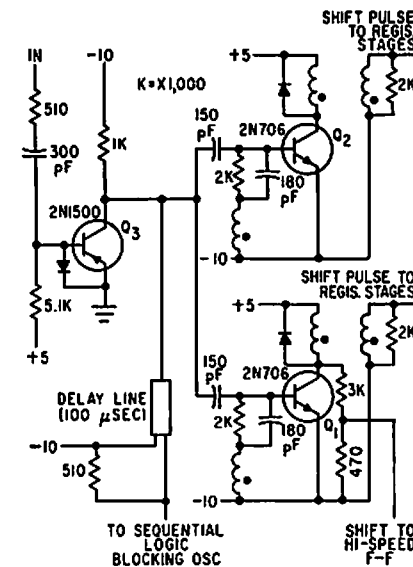 SHIFT PULSE
TO REGIS.
STAGES
IN
-10
+5
K=X1,000
2K
510
150
pF
2N706
Q2
300
pF
1K
2N1500
Q3
2K
180
pF
-10
5.1K
+5
SHIFT PULSE TO
REGIS. STAGES
+5
2K
150
pF
2N706
3K
DELAY LINE
(100 μSEC)
2K
180
pF
Q1
470
-10
510
-10
TO SEQUENTIAL
LOGIC
BLOCKING OSC
SHIFT TO
HI-SPEED
F-F